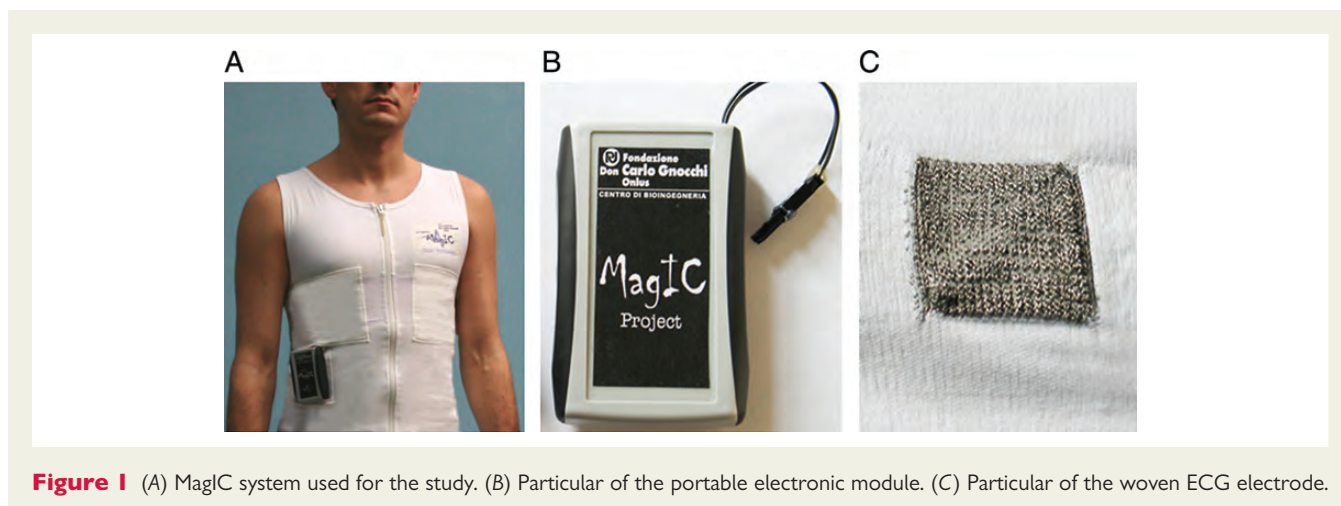 A
B
C
MagIC
Fondazione
Don Carlo Gnocchi
Onlus
CENTRO DI BIOINGEGNERIA
MagIC
Project
Figure 1 (A) MagIC system used for the study. (B) Particular of the portable electronic module. (C) Particular of the woven ECG electrode.